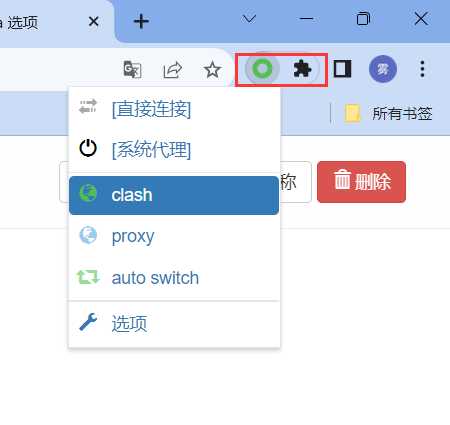 a 选项
雾
所有书签
[直接连接]
[系统代理]
称
删除
clash
proxy
auto switch
选项